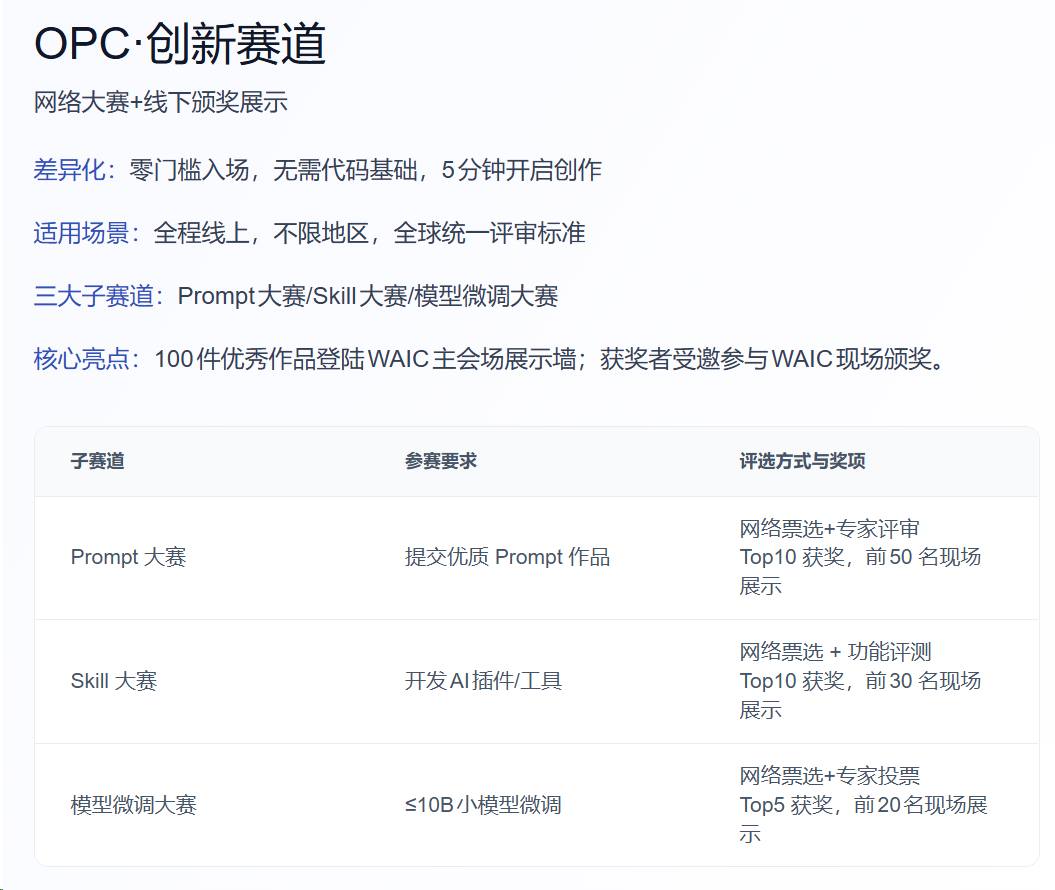 OPC·创新赛道
网络大赛+线下颁奖展示
差异化：零门槛入场，无需代码基础，5分钟开启创作
适用场景：全程线上，不限地区，全球统一评审标准
三大子赛道：Prompt大赛/Skill大赛/模型微调大赛
核心亮点：100件优秀作品登陆WAIC主会场展示墙；获奖者受邀参与WAIC现场颁奖。
子赛道 参赛要求 评选方式与奖项
Prompt 大赛 提交优质 Prompt 作品
网络票选+专家评审
Top10 获奖，前50 名现场
展示
Skill 大赛 开发AI插件/工具
网络票选 + 功能评测
Top10 获奖，前30 名现场
展示
模型微调大赛 ≤10B小模型微调
网络票选+专家投票
Top5 获奖，前20名现场展
示